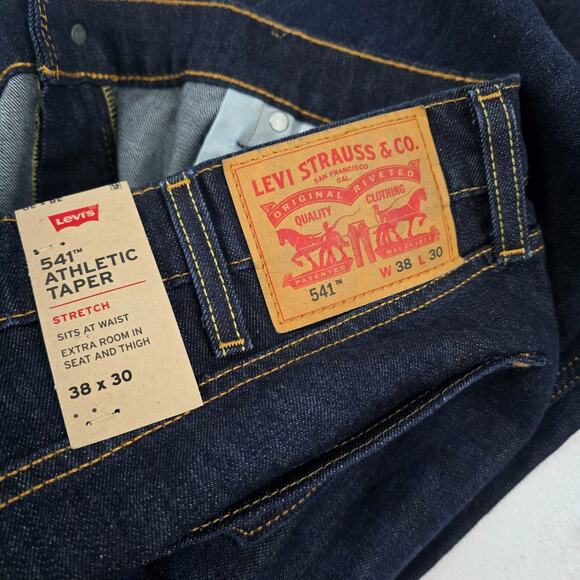 Levi's
541™
ATHLETIC
TAPER
STRETCH
SITS AT WAIST
EXTRA ROOM IN
SEAT AND THIGH
38 x 30
LEVI STRAUSS & CO.
SAN FRANCISCO
CAL.
ORIGINAL RIVETED
QUALITY CLOTHING
PATENTED
541™ W 38 L 30